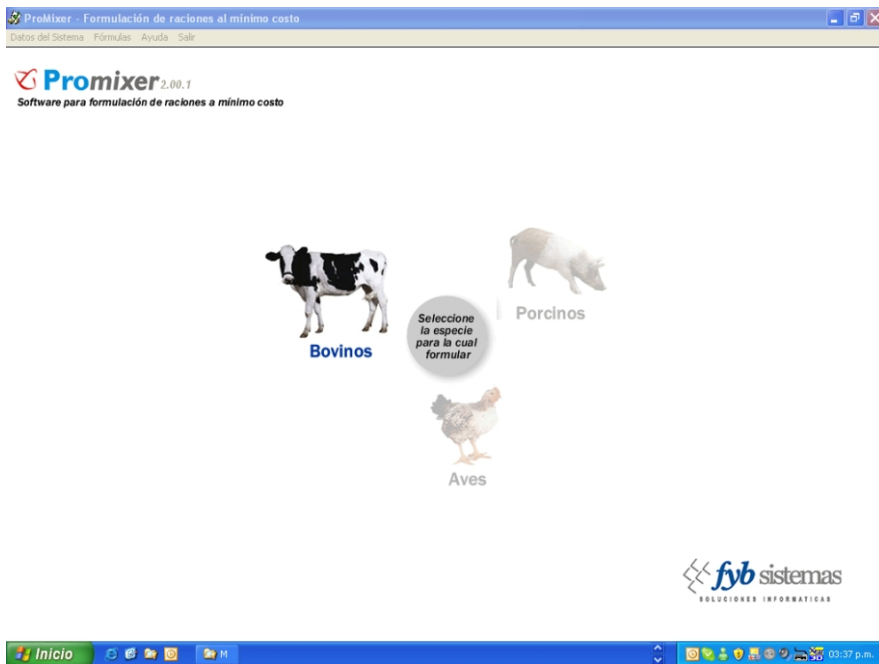 ProMixer - Formulación de raciones al mínimo costo
Datos del Sistema Fórmulas Ayuda Salir
Promixer 2.00.1
Software para formulación de raciones a mínimo costo
Bovinos
Seleccione
la especie
para la cual
formular
Porcinos
Aves
fyb sistemas
SOLUCIONES INFORMATICAS
Inicio
M
03:37 p.m.